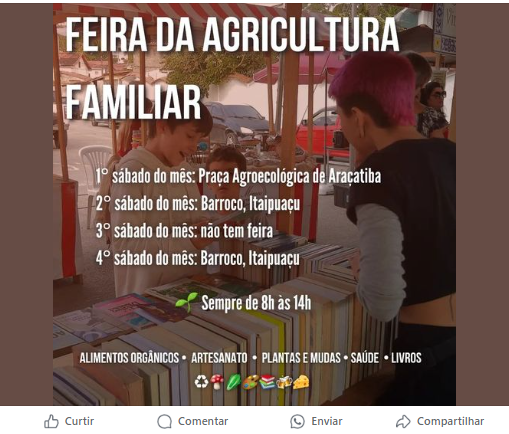 FEIRA DA AGRICULTURA
FAMILIAR
1° sábado do mês: Praça Agroecológica de Araçatiba
2° sábado do mês: Barroco, Itaipuaçu
3° sábado do mês: não tem feira
4° sábado do mês: Barroco, Itaipuaçu
Sempre de 8h às 14h
ALIMENTOS ORGÂNICOS • ARTESANATO • PLANTAS E MUDAS • SAÚDE • LIVROS
Curtir Comentar Enviar Compartilhar